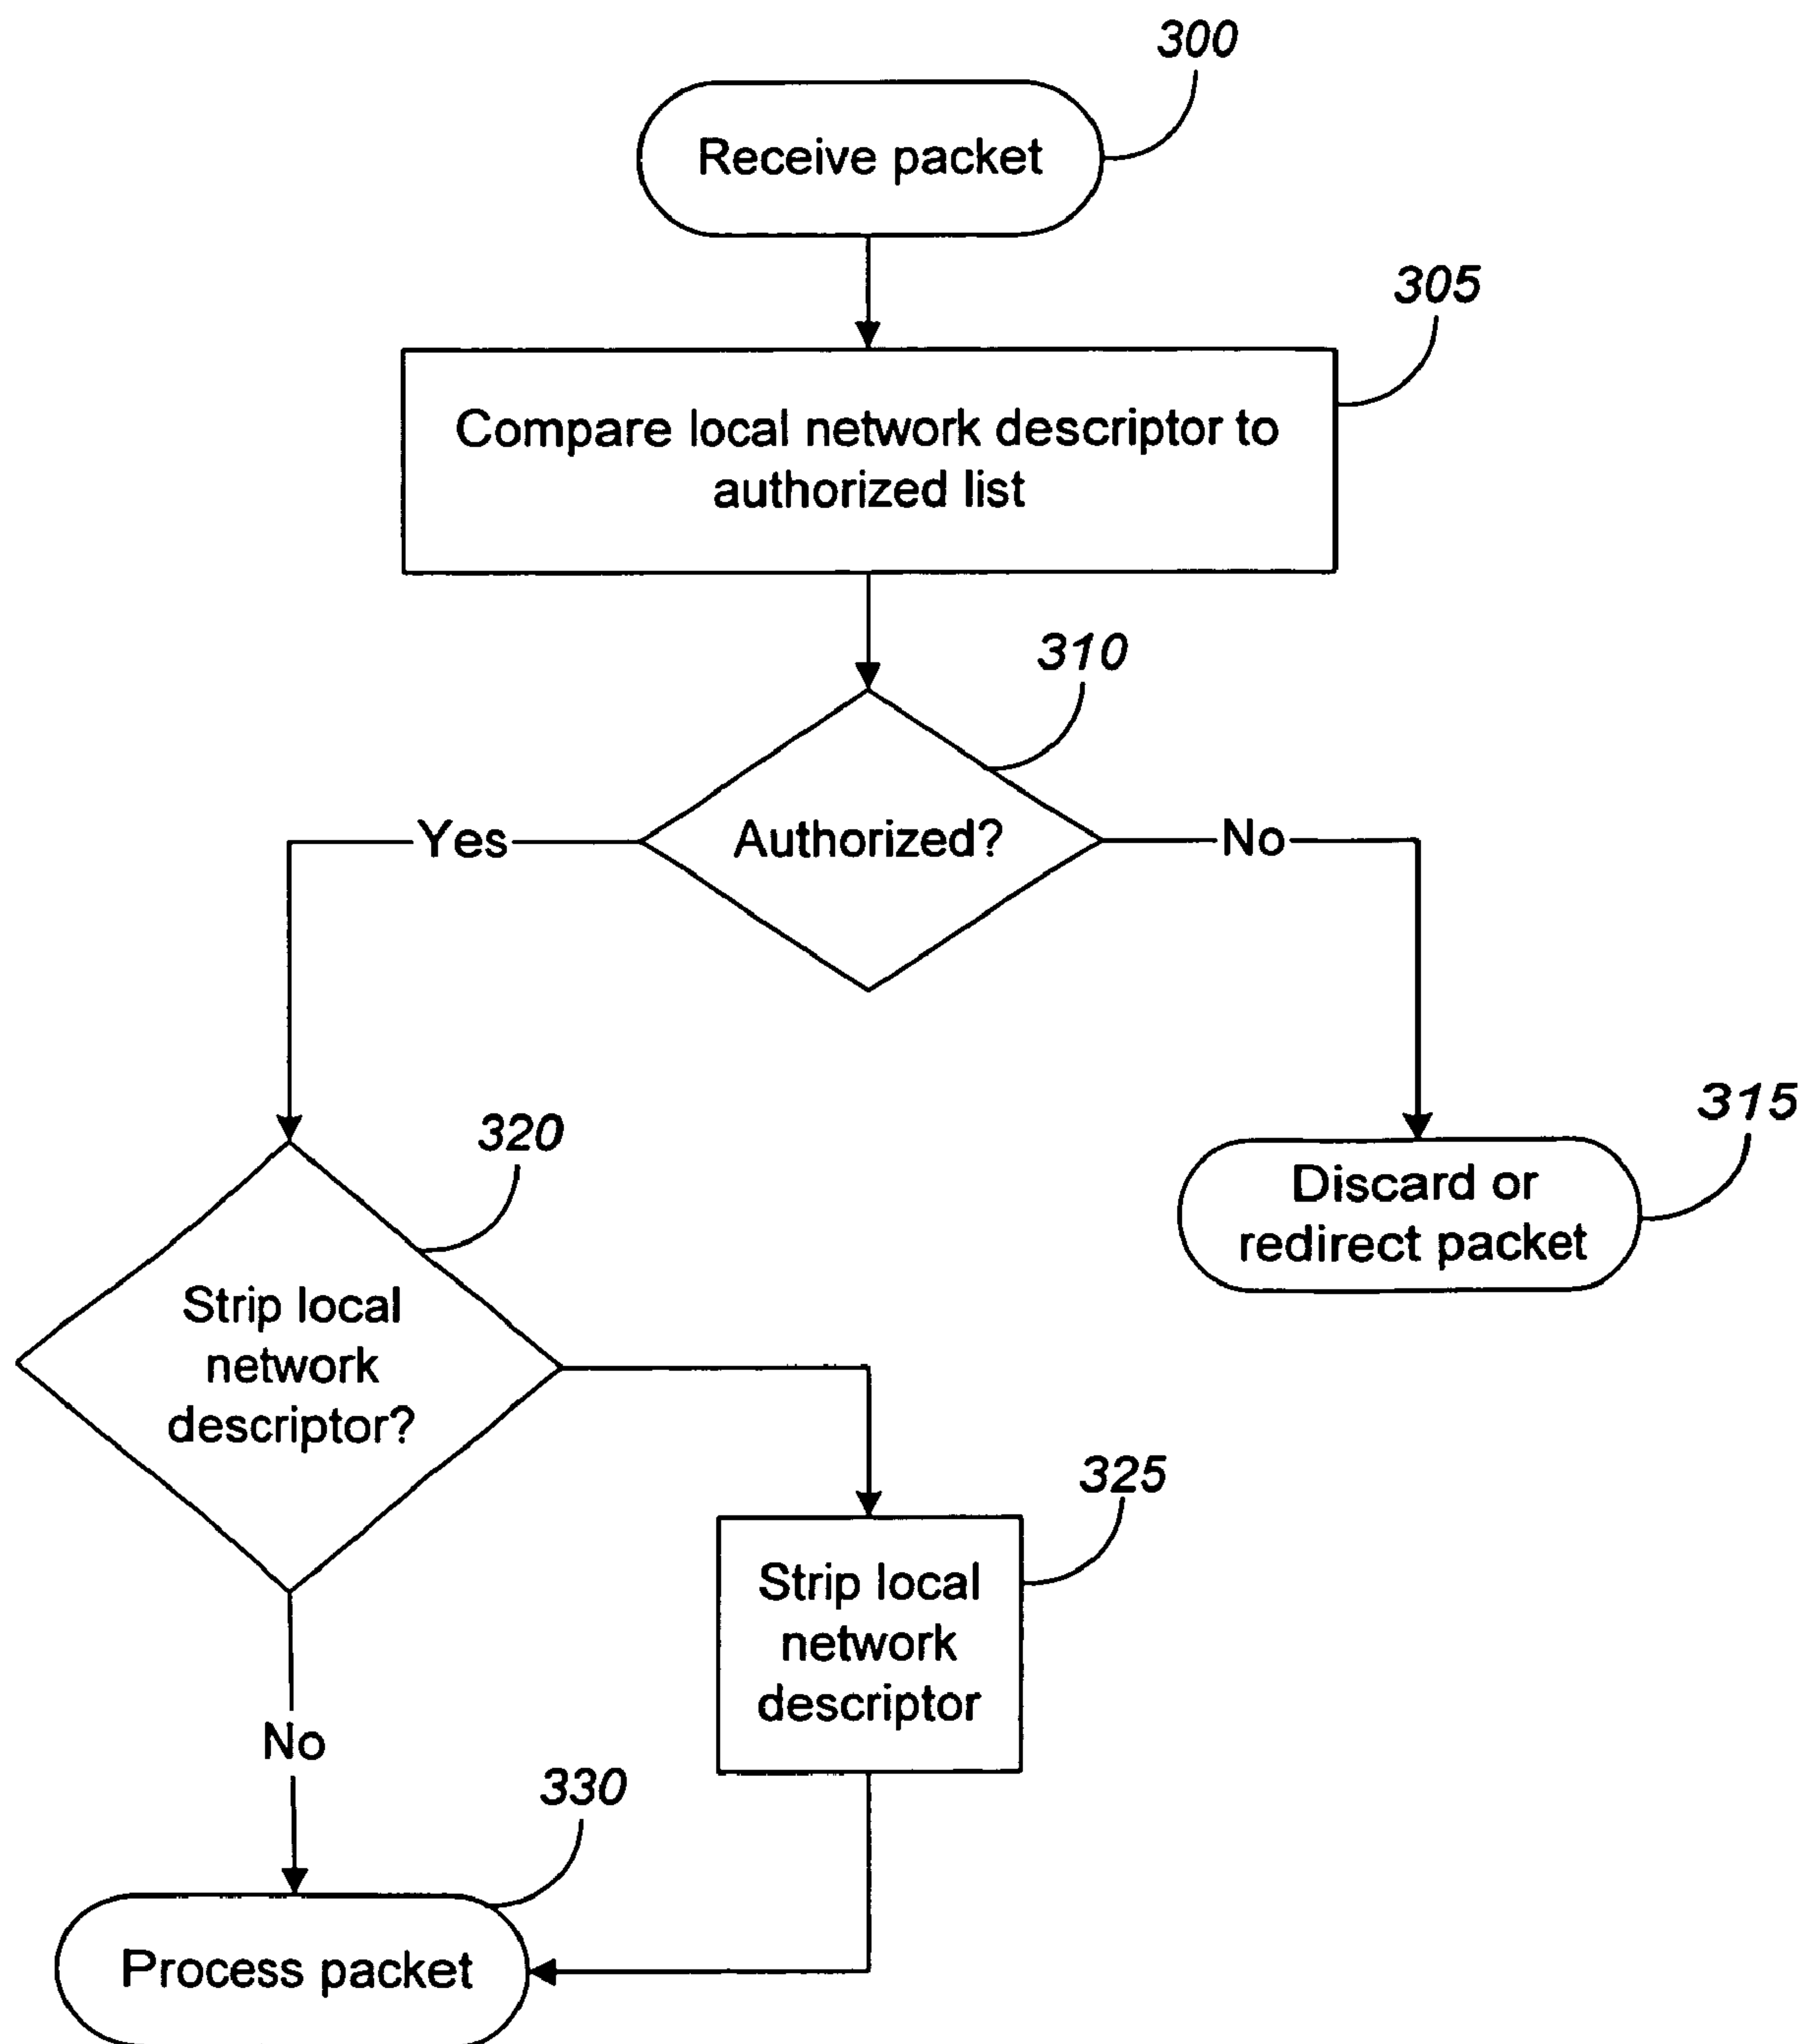 300
Receive packet
305
Compare local network descriptor to
authorized list
310
Yes
Authorized?
No
320
315
Discard or
redirect packet
Strip local
network
descriptor?
325
Strip local
network
descriptor
No
330
Process packet